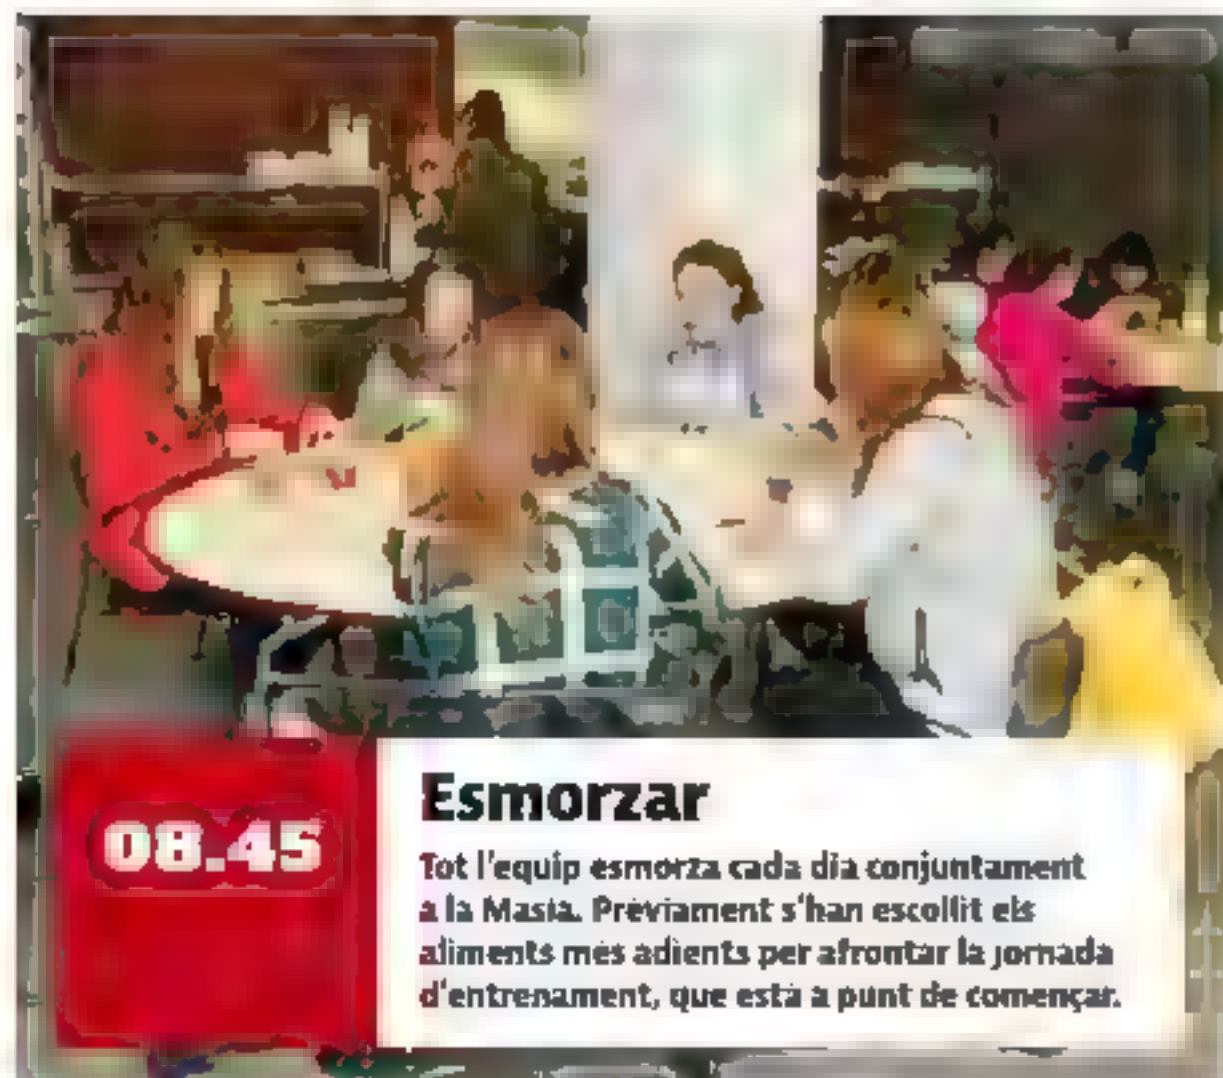 08.45
Esmorzar
Tot l'equip esmorza cada dia conjuntament
a la Masia. Prèviament s'han escollit els
aliments més adients per afrontar la jornada
d'entrenament, que està a punt de començar.